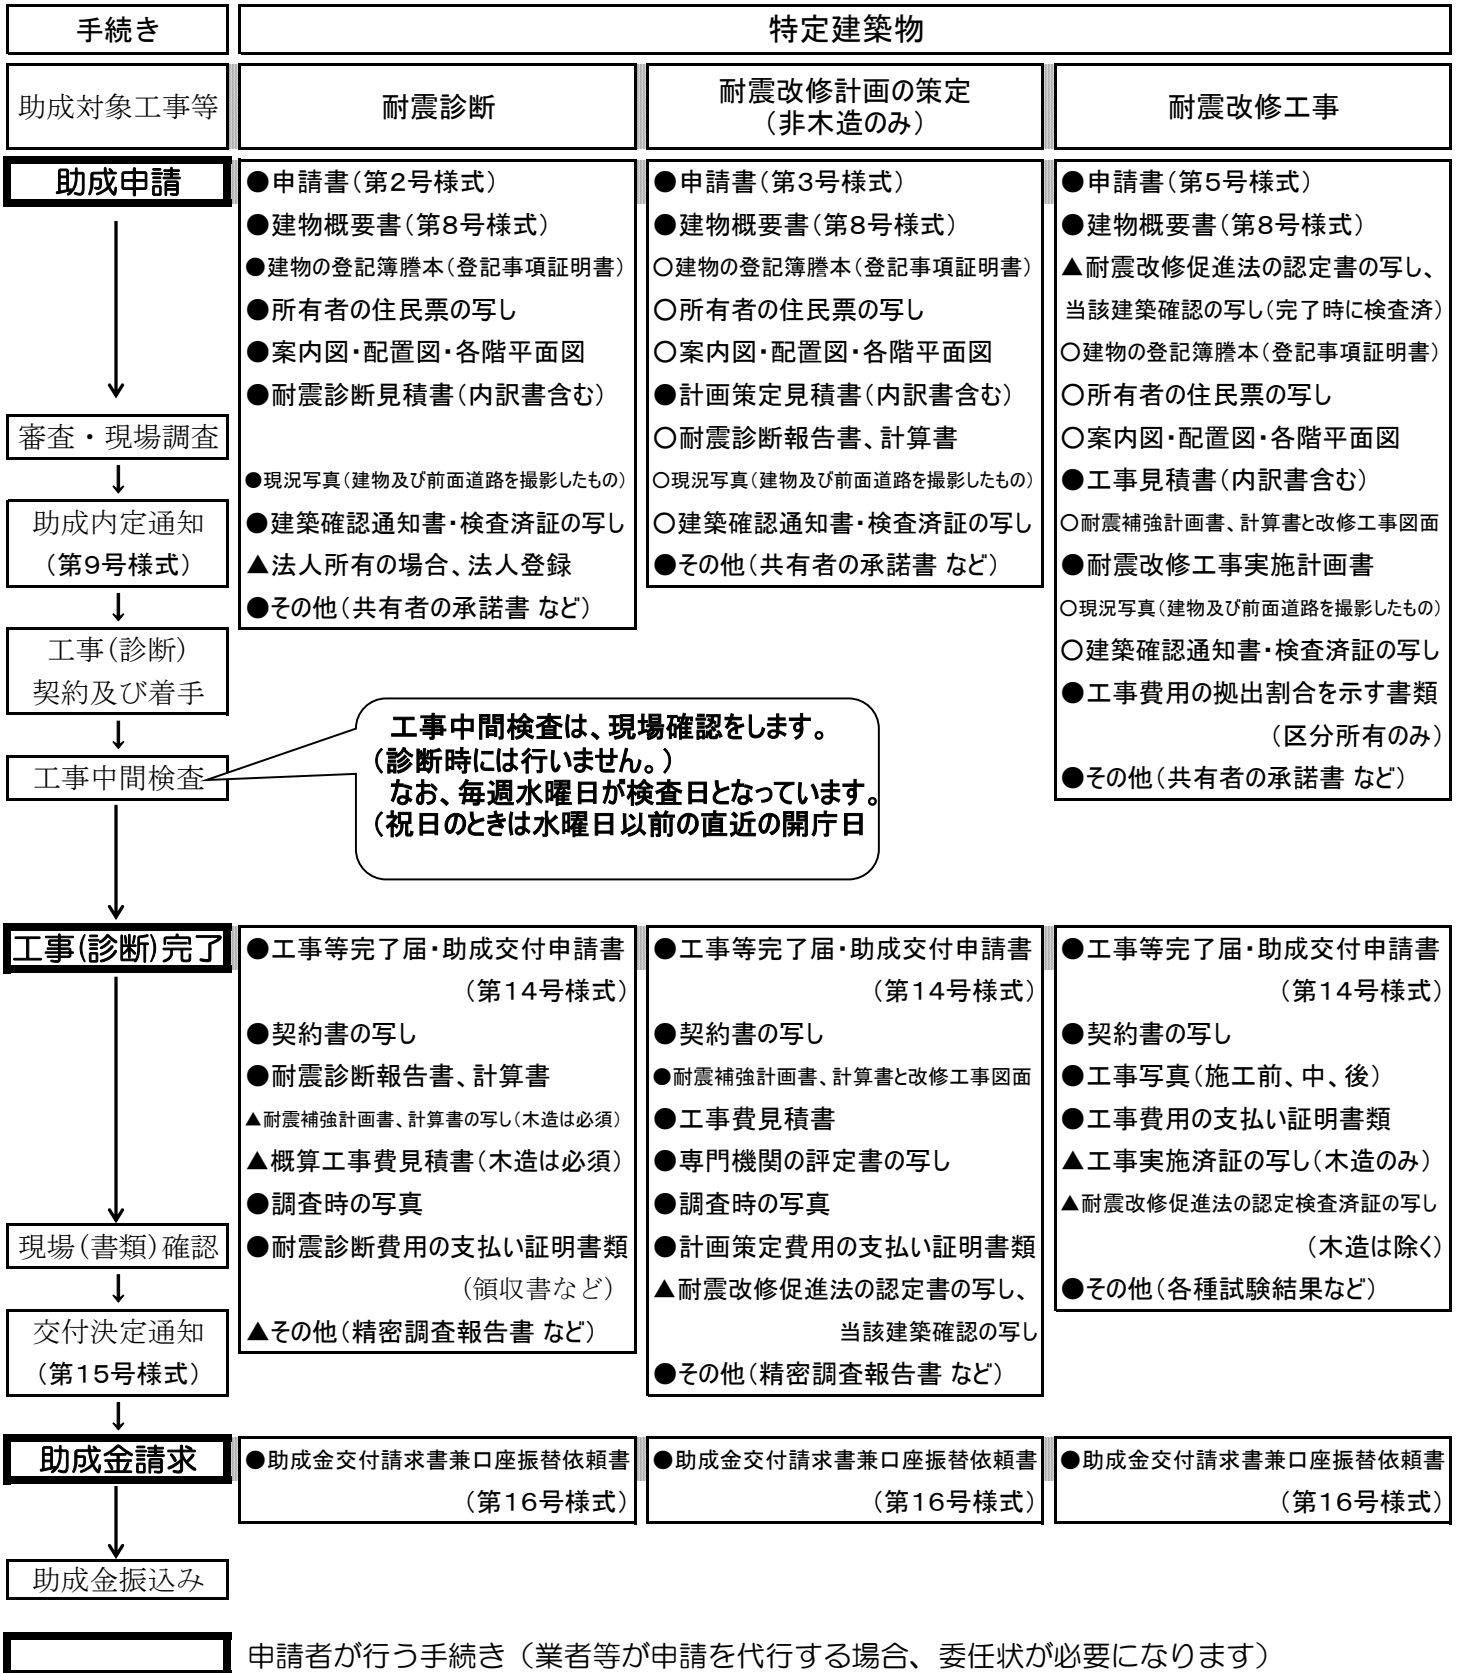 手続き
特定建築物
助成対象工事等
耐震診断
耐震改修計画の策定
（非木造のみ）
耐震改修工事
助成申請
●申請書（第2号様式）
●建物概要書（第8号様式）
●建物の登記簿謄本（登記事項証明書）
●所有者の住民票の写し
●案内図・配置図・各階平面図
●耐震診断見積書（内訳書含む）
●現況写真（建物及び前面道路を撮影したもの）
●建築確認通知書・検査済証の写し
▲法人所有の場合、法人登録
●その他（共有者の承諾書 など）
●申請書（第3号様式）
●建物概要書（第8号様式）
○建物の登記簿謄本（登記事項証明書）
○所有者の住民票の写し
○案内図・配置図・各階平面図
●計画策定見積書（内訳書含む）
○耐震診断報告書、計算書
○現況写真（建物及び前面道路を撮影したもの）
○建築確認通知書・検査済証の写し
●その他（共有者の承諾書 など）
●申請書（第5号様式）
●建物概要書（第8号様式）
▲耐震改修促進法の認定書の写し、
当該建築確認の写し（完了時に検査済）
○建物の登記簿謄本（登記事項証明書）
○所有者の住民票の写し
○案内図・配置図・各階平面図
●工事見積書（内訳書含む）
○耐震補強計画書、計算書と改修工事図面
●耐震改修工事実施計画書
○現況写真（建物及び前面道路を撮影したもの）
○建築確認通知書・検査済証の写し
●工事費用の拠出割合を示す書類
（区分所有のみ）
●その他（共有者の承諾書 など）
↓
審査・現場調査
↓
助成内定通知
（第9号様式）
↓
工事（診断）
契約及び着手
↓
工事中間検査
工事中間検査は、現場確認をします。
（診断時には行いません。）
なお、毎週水曜日が検査日となっています。
（祝日のときは水曜日以前の直近の開庁日
↓
工事（診断）完了
●工事等完了届・助成交付申請書
（第14号様式）
●契約書の写し
●耐震診断報告書、計算書
▲耐震補強計画書、計算書の写し（木造は必須）
▲概算工事費見積書（木造は必須）
●調査時の写真
●耐震診断費用の支払い証明書類
（領収書など）
▲その他（精密調査報告書 など）
●工事等完了届・助成交付申請書
（第14号様式）
●契約書の写し
●耐震補強計画書、計算書と改修工事図面
●工事費見積書
●専門機関の評定書の写し
●調査時の写真
●計画策定費用の支払い証明書類
▲耐震改修促進法の認定書の写し、
当該建築確認の写し
●その他（精密調査報告書 など）
●工事等完了届・助成交付申請書
（第14号様式）
●契約書の写し
●工事写真（施工前、中、後）
●工事費用の支払い証明書類
▲工事実施済証の写し（木造のみ）
▲耐震改修促進法の認定検査済証の写し
（木造は除く）
●その他（各種試験結果など）
↓
現場（書類）確認
↓
交付決定通知
（第15号様式）
↓
助成金請求
●助成金交付請求書兼口座振替依頼書
（第16号様式）
●助成金交付請求書兼口座振替依頼書
（第16号様式）
●助成金交付請求書兼口座振替依頼書
（第16号様式）
↓
助成金振込み
申請者が行う手続き（業者等が申請を代行する場合、委任状が必要になります）